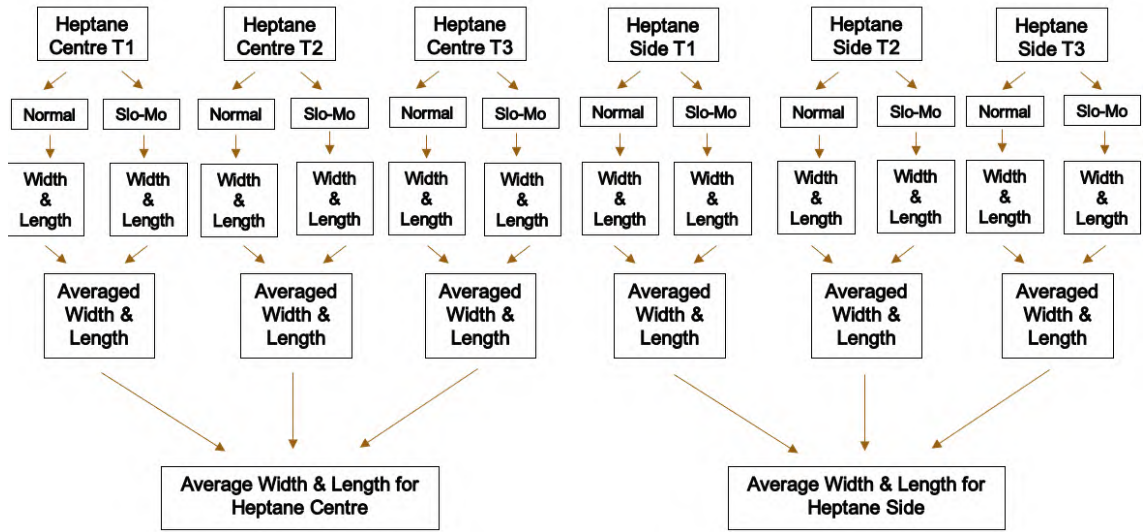 Heptane
Centre T1
Heptane
Centre T2
Heptane
Centre T3
Heptane
Side T1
Heptane
Side T2
Heptane
Side T3
Normal
Slo-Mo
Normal
Slo-Mo
Normal
Slo-Mo
Normal
Slo-Mo
Normal
Slo-Mo
Normal
Slo-Mo
Width
&
Length
Width
&
Length
Width
&
Length
Width
&
Length
Width
&
Length
Width
&
Length
Width
&
Length
Width
&
Length
Width
&
Length
Width
&
Length
Width
&
Length
Width
&
Length
Averaged
Width &
Length
Averaged
Width &
Length
Averaged
Width &
Length
Averaged
Width &
Length
Averaged
Width &
Length
Averaged
Width &
Length
Average Width & Length for
Heptane Centre
Average Width & Length for
Heptane Side